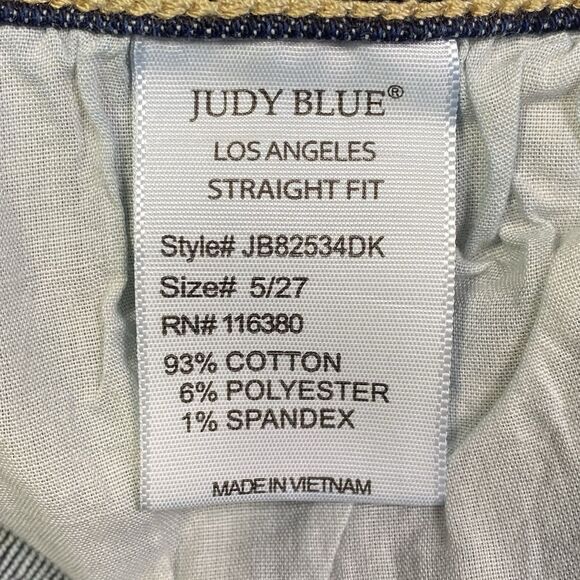 JUDY BLUE®
LOS ANGELES
STRAIGHT FIT
Style# JB82534DK
Size# 5/27
RN# 116380
93% COTTON
6% POLYESTER
1% SPANDEX
MADE IN VIETNAM